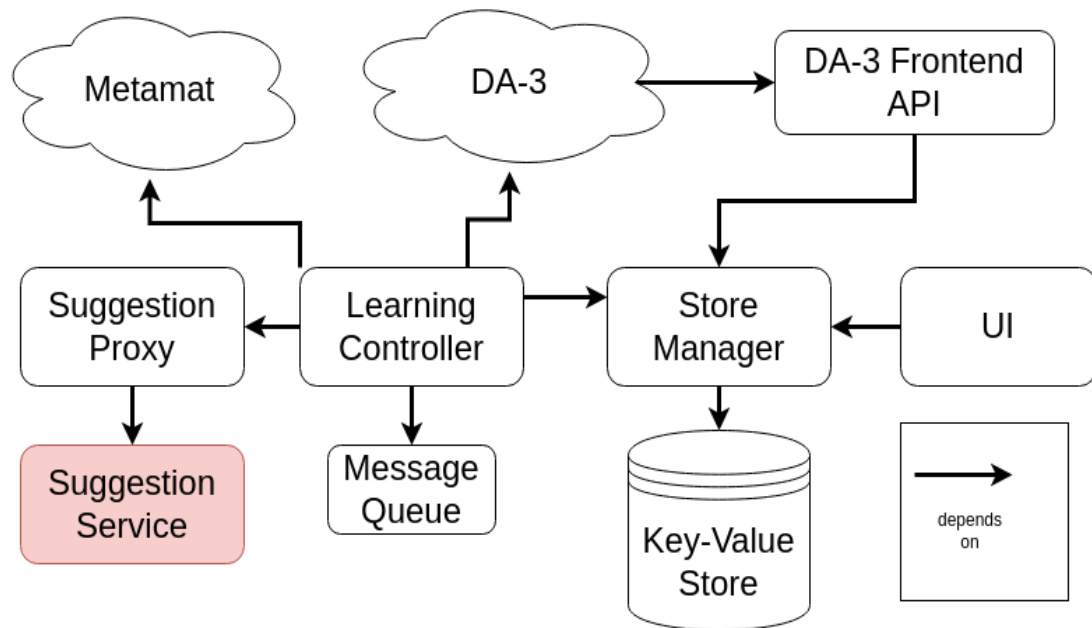 Metamat
DA-3
DA-3 Frontend
API
Suggestion
Proxy
Learning
Controller
Store
Manager
UI
Suggestion
Service
Message
Queue
Key-Value
Store
depends
on